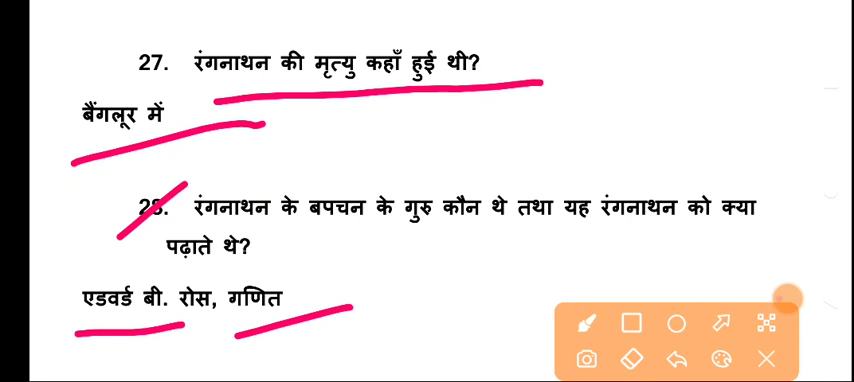 27. रंगनाथन की मृत्यु कहाँ हुई थी?
बैंगलूर में
28. रंगनाथन के बपचन के गुरु कौन थे तथा यह रंगनाथन को क्या
पढ़ाते थे?
एडवर्ड बी. रोस, गणित